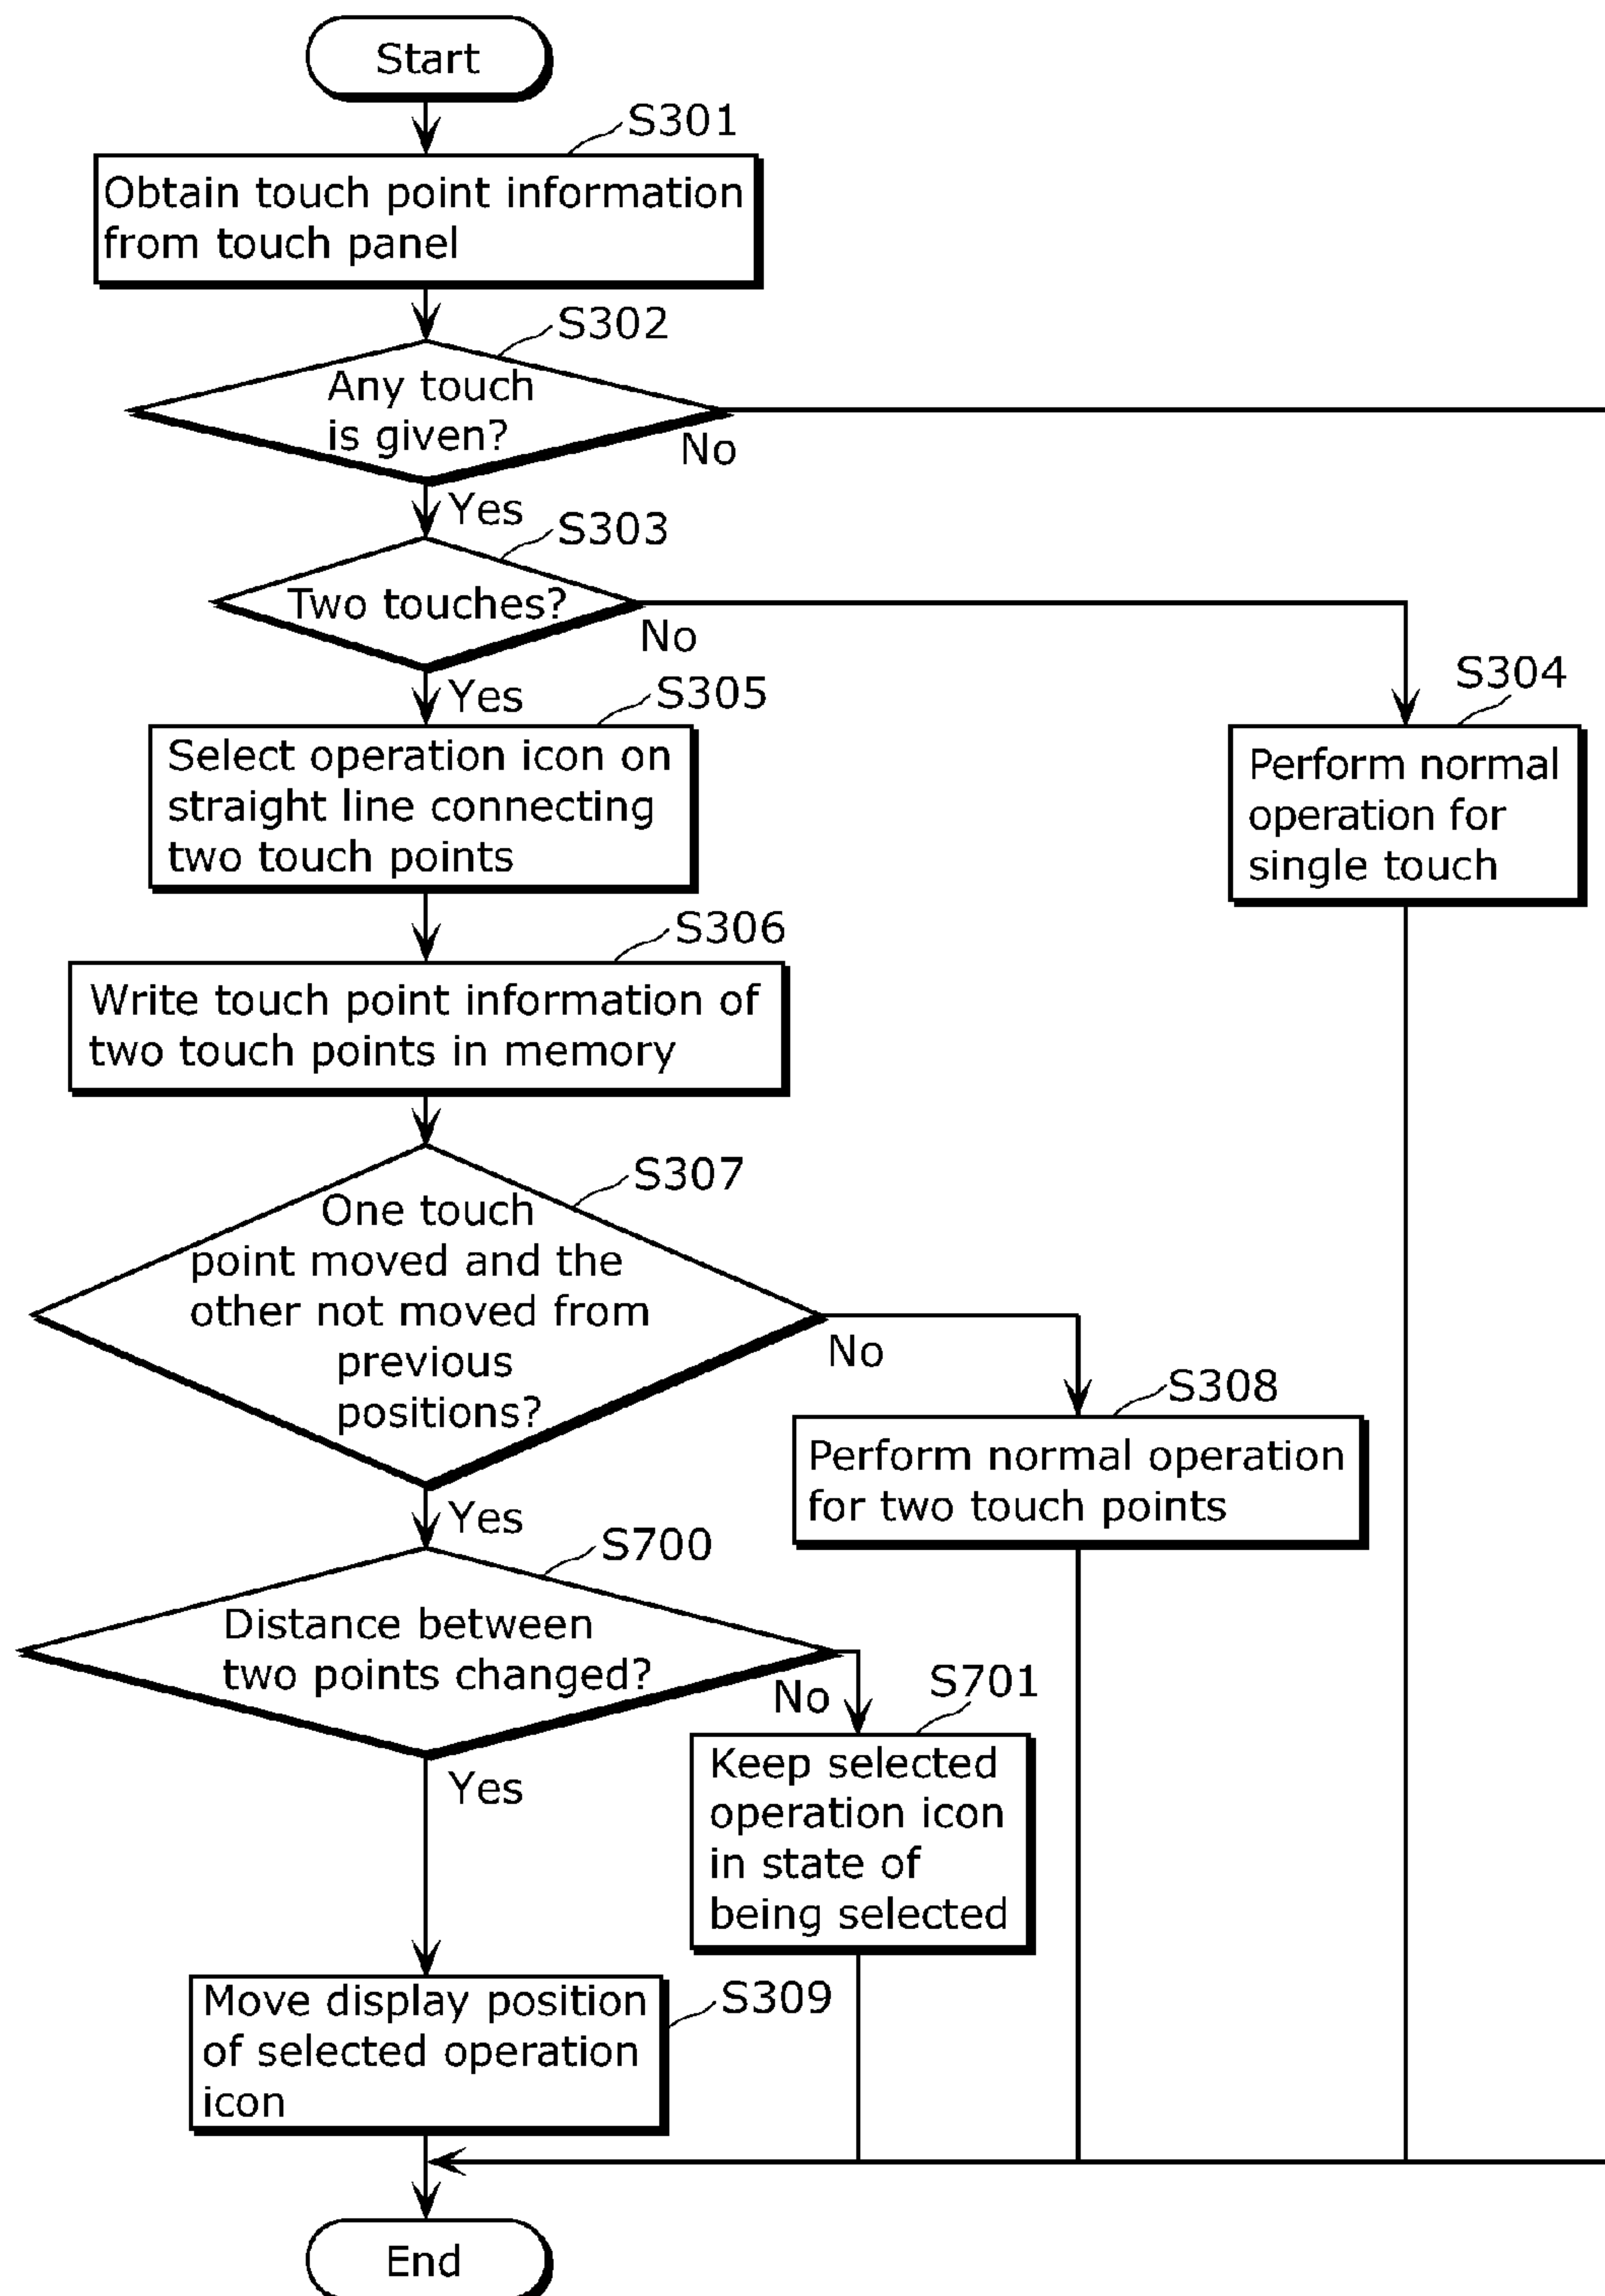 Start
S301
Obtain touch point information
from touch panel
S302
Any touch
is given?
No
Yes
S303
Two touches?
No
Yes
S304
Perform normal
operation for
single touch
S305
Select operation icon on
straight line connecting
two touch points
S306
Write touch point information of
two touch points in memory
S307
One touch
point moved and the
other not moved from
previous
positions?
No
Yes
S308
Perform normal operation
for two touch points
S700
Distance between
two points changed?
No
Yes
S701
Keep selected
operation icon
in state of
being selected
S309
Move display position
of selected operation
icon
End